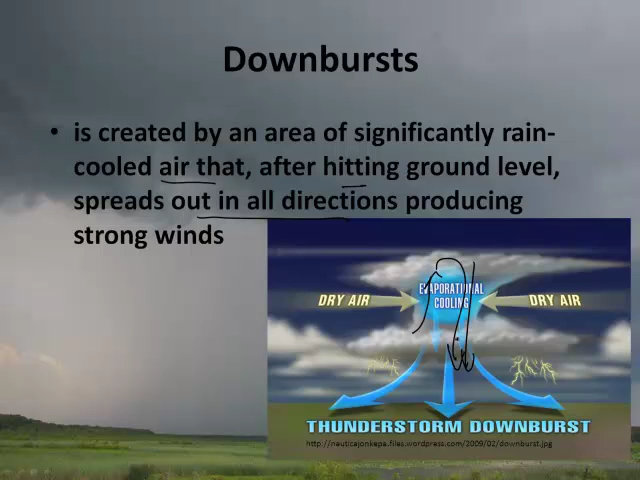 Downbursts
• is created by an area of significantly rain-
cooled air that, after hitting ground level,
spreads out in all directions producing
strong winds
EVAPORATIONAL
COOLING
DRY AIR
DRY AIR
THUNDERSTORM DOWNBURST
http://nauticajonkepa.files.wordpress.com/2009/02/downburst.jpg